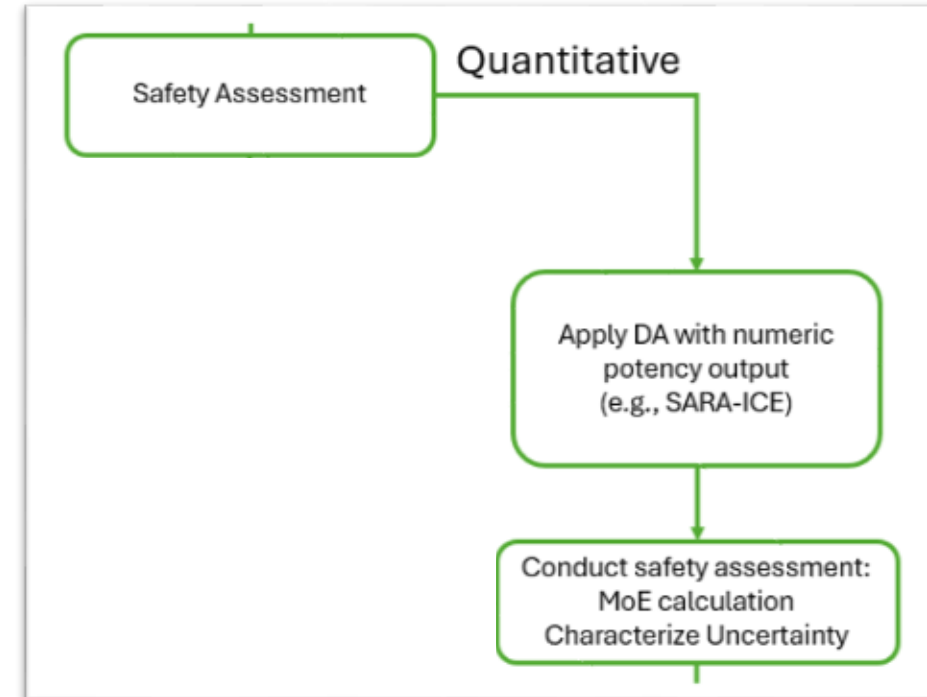 Safety Assessment
Quantitative
Apply DA with numeric
potency output
(e.g., SARA-ICE)
Conduct safety assessment:
MoE calculation
Characterize Uncertainty